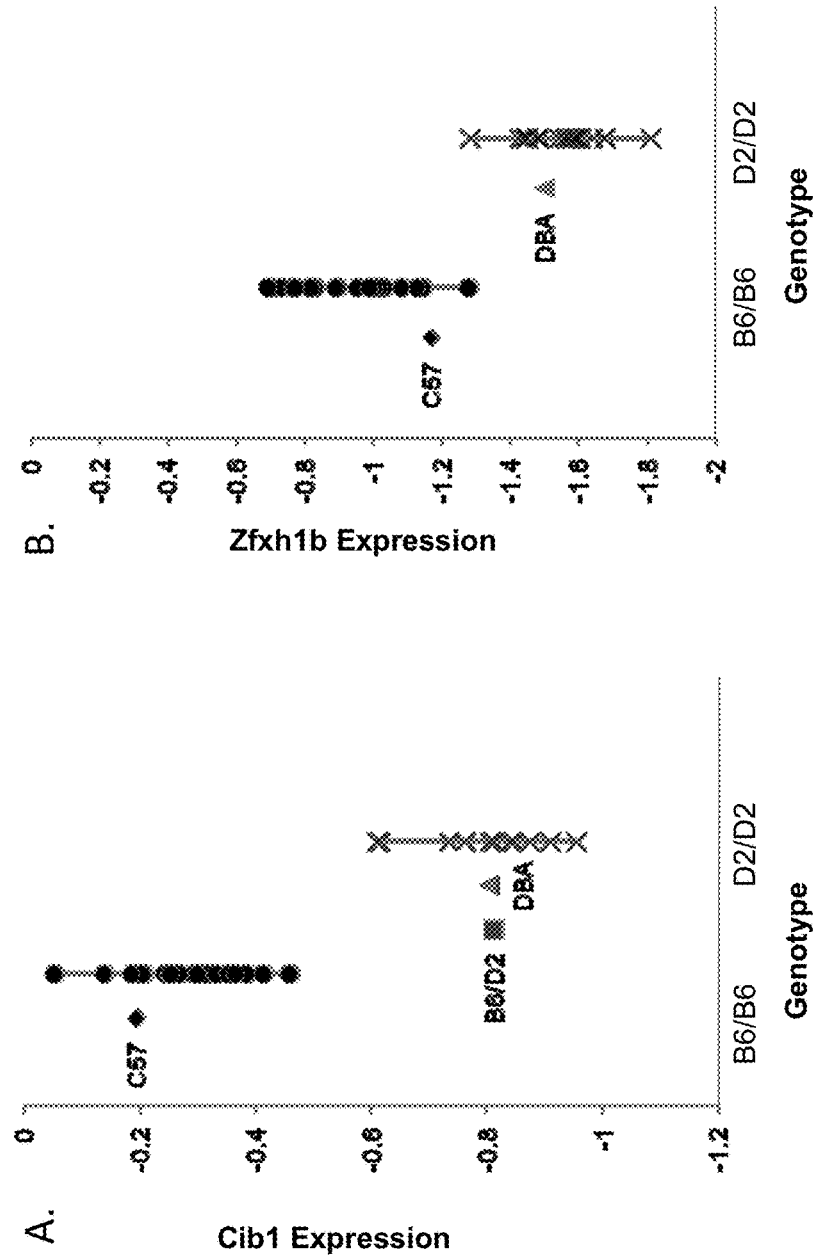 A.
Cib1 Expression
0
-0.2
-0.4
-0.6
-0.8
-1
-1.2
C57
B6/D2
DBA
B6/B6
D2/D2
Genotype
B.
Zfxh1b Expression
0
-0.2
-0.4
-0.6
-0.8
-1
-1.2
-1.4
-1.6
-1.8
-2
C57
DBA
B6/B6
D2/D2
Genotype